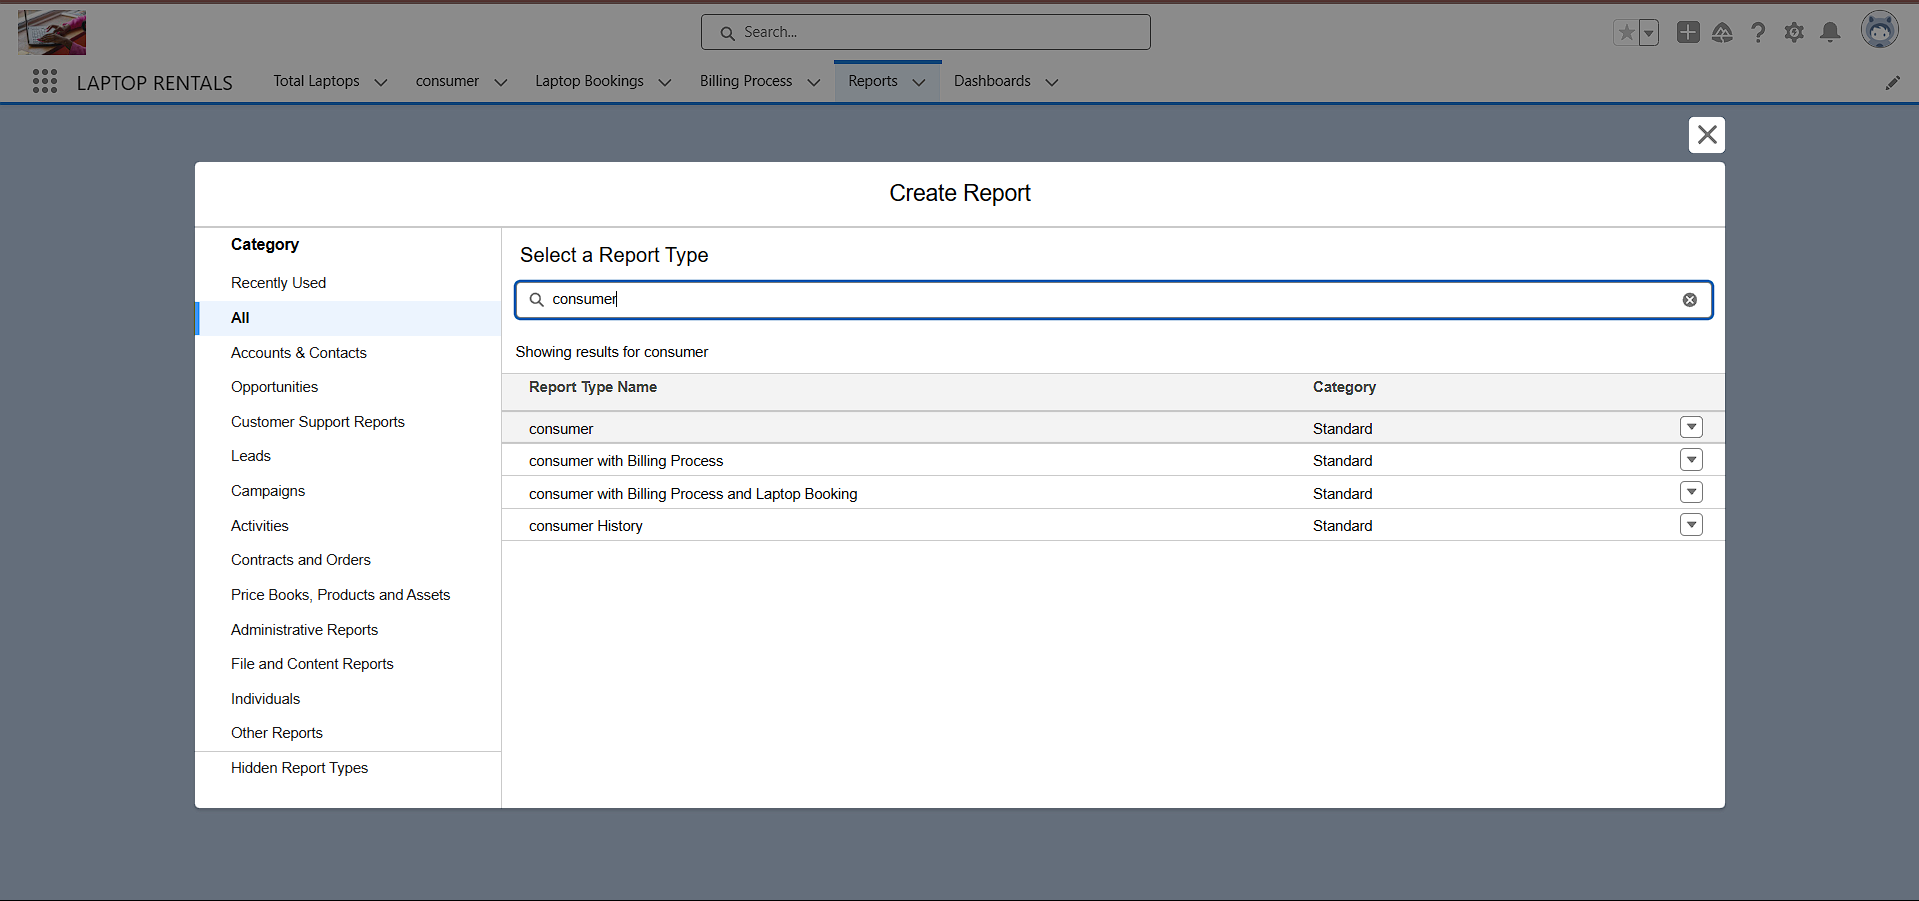 Search...
LAPTOP RENTALS
Total Laptops
consumer
Laptop Bookings
Billing Process
Reports
Dashboards
Create Report
Category
Recently Used
All
Accounts & Contacts
Opportunities
Customer Support Reports
Leads
Campaigns
Activities
Contracts and Orders
Price Books, Products and Assets
Administrative Reports
File and Content Reports
Individuals
Other Reports
Hidden Report Types
Select a Report Type
consumer
Showing results for consumer
Report Type Name Category
consumer Standard
consumer with Billing Process Standard
consumer with Billing Process and Laptop Booking Standard
consumer History Standard